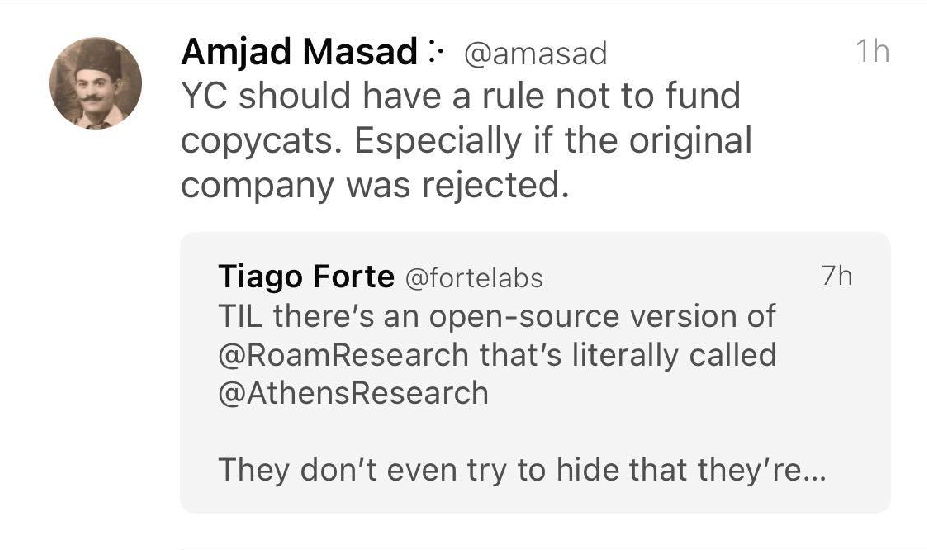 Amjad Masad ⠕ @amasad 1h
YC should have a rule not to fund
copycats. Especially if the original
company was rejected.
Tiago Forte @fortelabs 7h
TIL there's an open-source version of
@RoamResearch that's literally called
@AthensResearch
They don't even try to hide that they're...